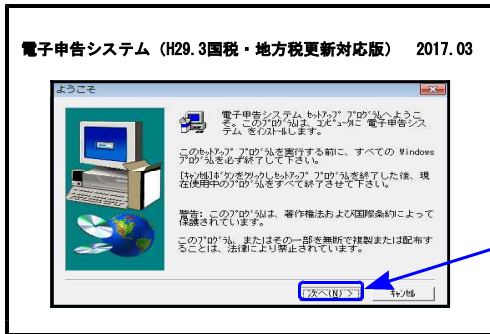 電子申告システム（H29.3国税・地方税更新対応版）　2017.03
ようこそ
電子申告システム ｾｯﾄｱｯﾌﾟ ﾌﾟﾛｸﾞﾗﾑへようこ
そ。このﾌﾟﾛｸﾞﾗﾑは、ｺﾝﾋﾟｭｰﾀに 電子申告シス
テム をｲﾝｽﾄｰﾙします。
このｾｯﾄｱｯﾌﾟ ﾌﾟﾛｸﾞﾗﾑを実行する前に、すべての Windows
ﾌﾟﾛｸﾞﾗﾑを必ず終了して下さい。
[ｷｬﾝｾﾙ]ﾎﾞﾀﾝをｸﾘｯｸしｾｯﾄｱｯﾌﾟ ﾌﾟﾛｸﾞﾗﾑを終了した後、現
在使用中のﾌﾟﾛｸﾞﾗﾑをすべて終了させて下さい。
警告: このﾌﾟﾛｸﾞﾗﾑは、著作権法および国際条約によって
保護されています。
このﾌﾟﾛｸﾞﾗﾑ、またはその一部を無断で複製または配布す
ることは、法律により禁止されています。
次へ(N) >
ｷｬﾝｾﾙ